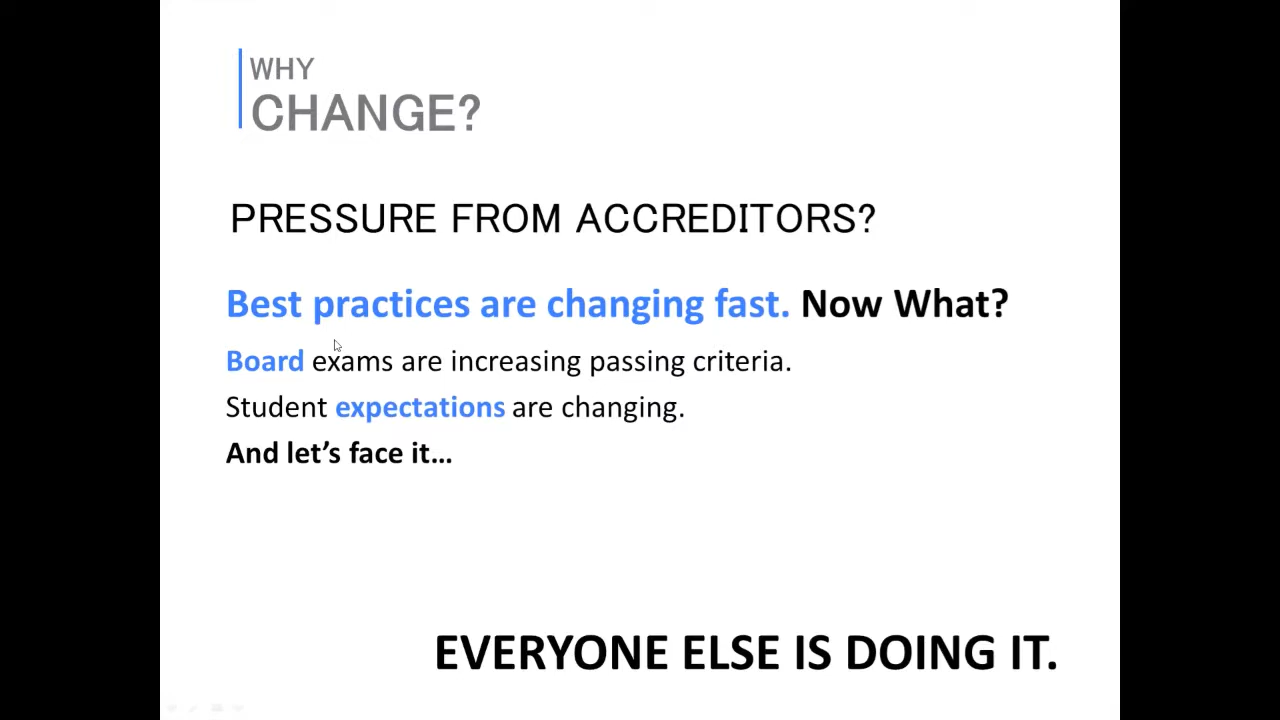 WHY
CHANGE?
PRESSURE FROM ACCREDITORS?
Best practices are changing fast. Now What?
Board exams are increasing passing criteria.
Student expectations are changing.
And let’s face it…
EVERYONE ELSE IS DOING IT.